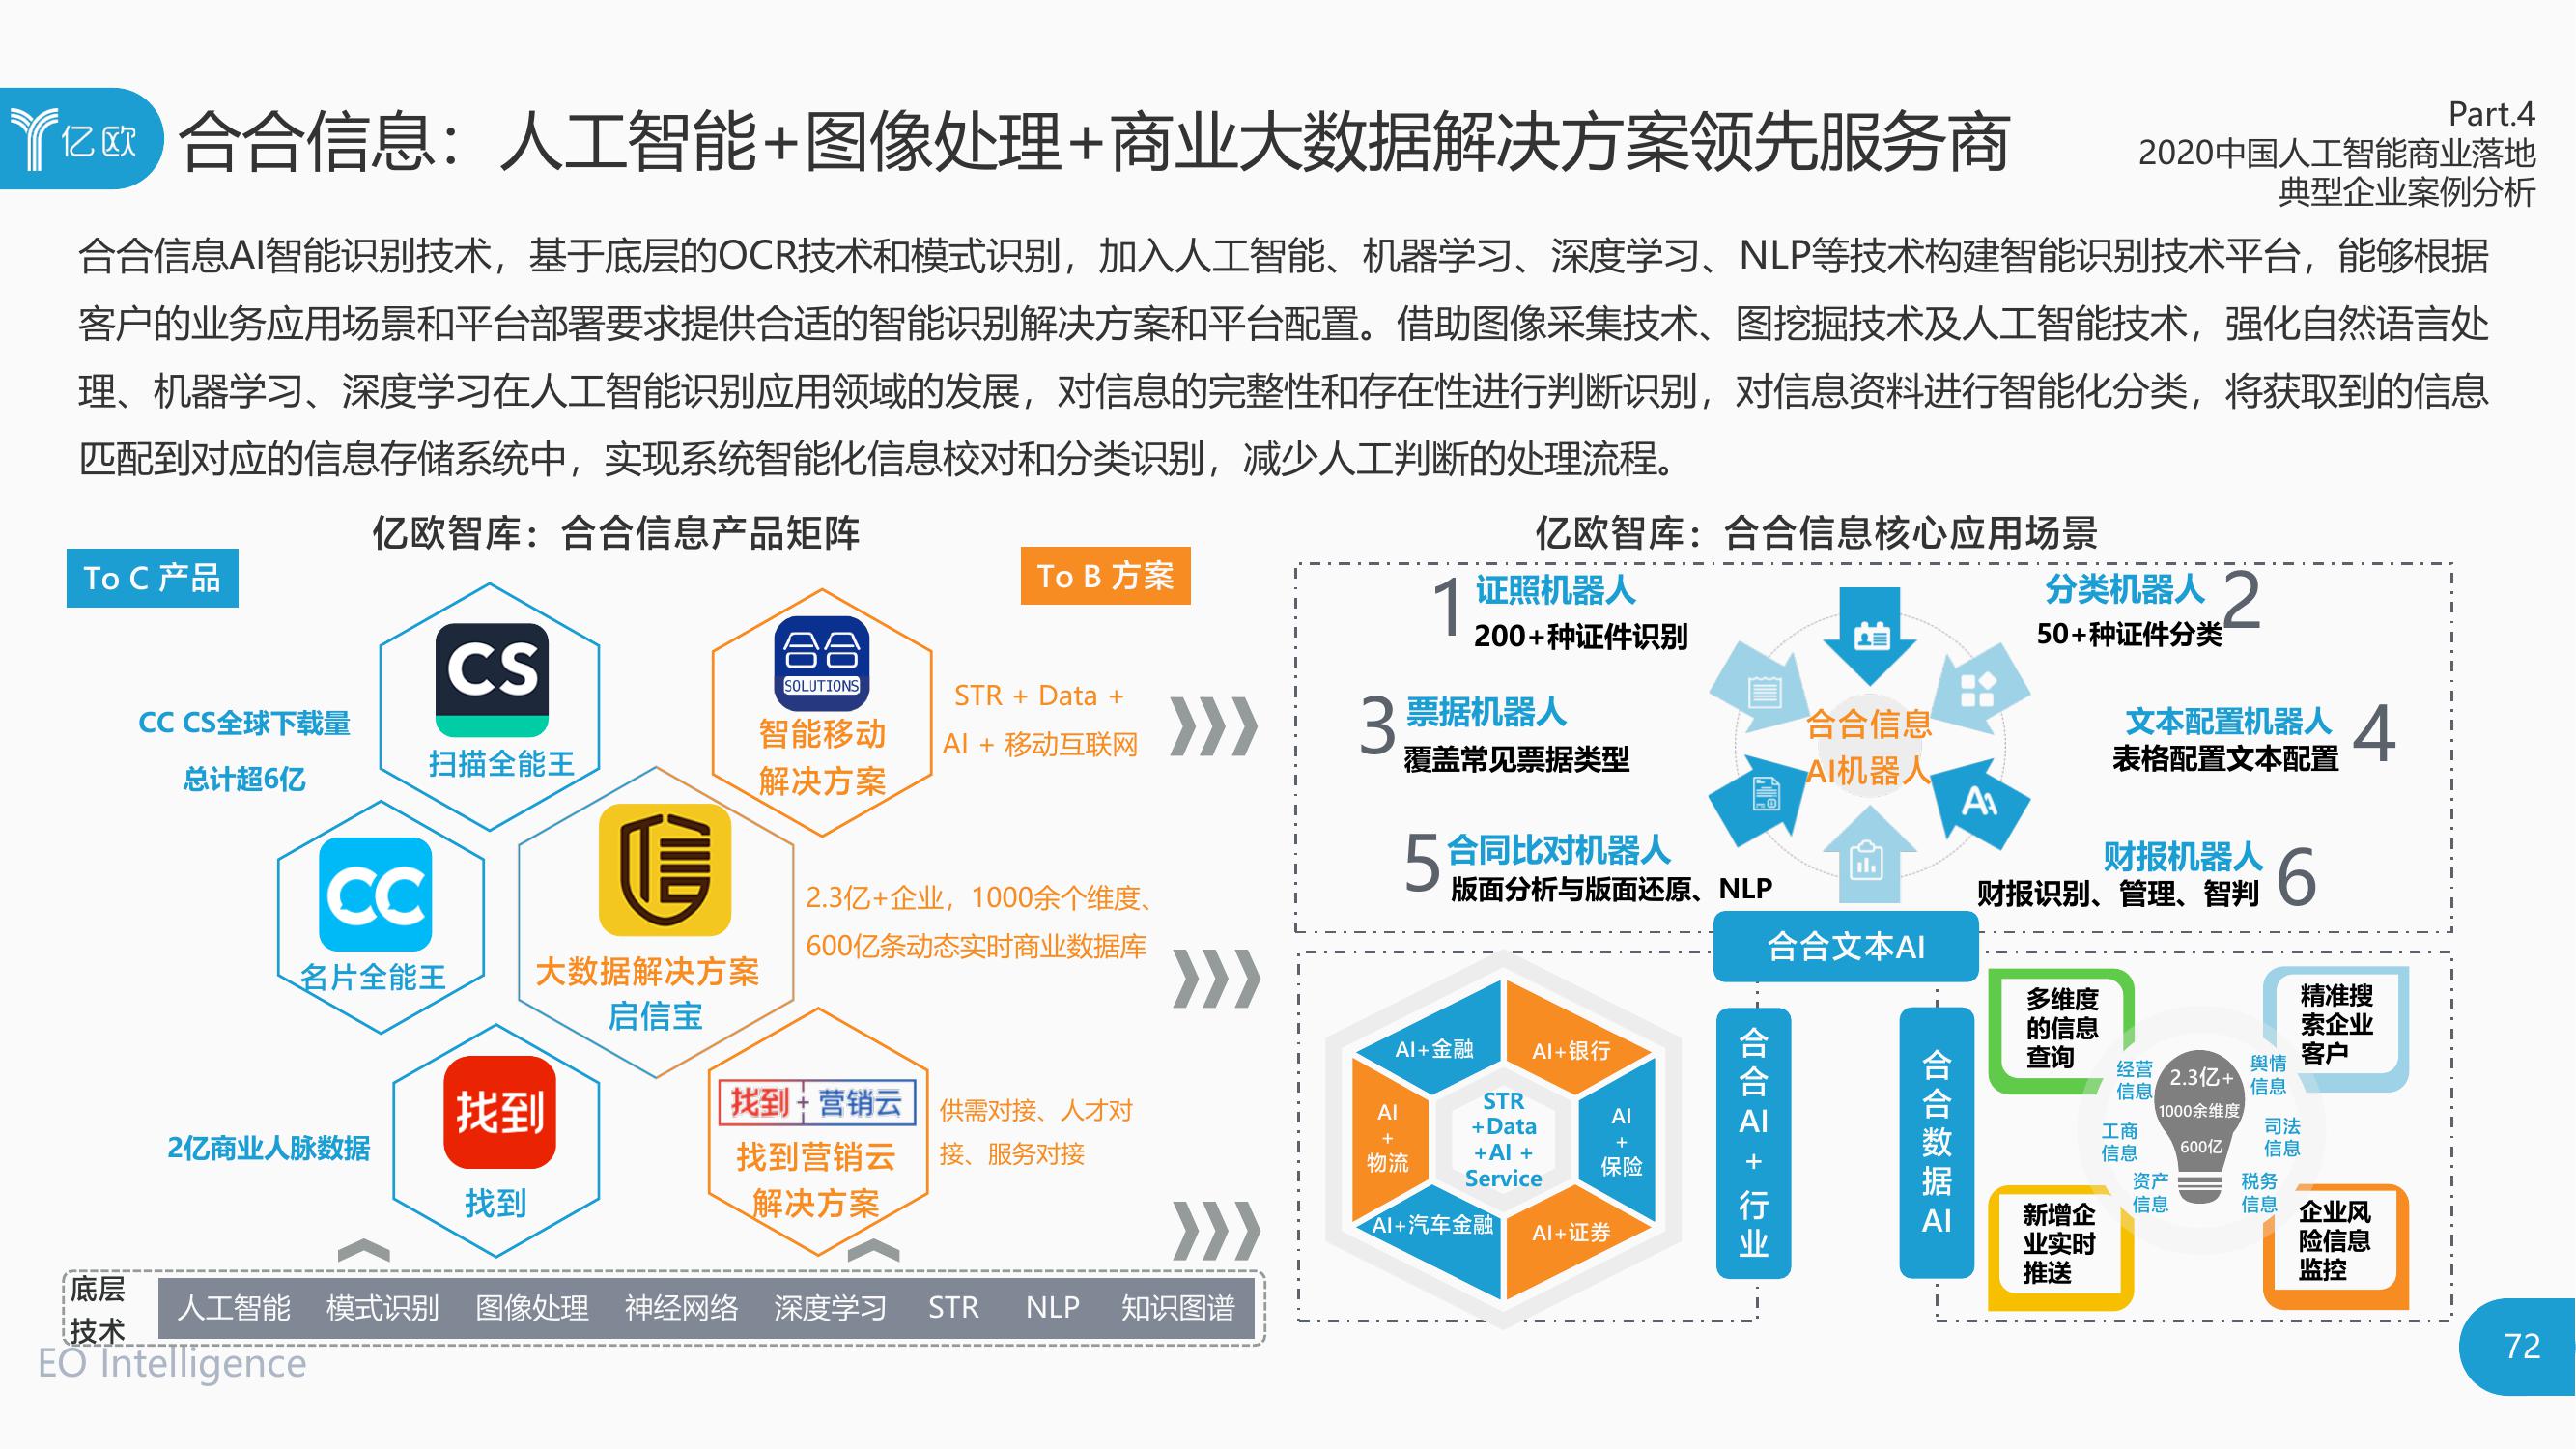 亿欧
合合信息：人工智能+图像处理+商业大数据解决方案领先服务商
Part.4
2020中国人工智能商业落地
典型企业案例分析
合合信息AI智能识别技术，基于底层的OCR技术和模式识别，加入人工智能、机器学习、深度学习、NLP等技术构建智能识别技术平台，能够根据
客户的业务应用场景和平台部署要求提供合适的智能识别解决方案和平台配置。借助图像采集技术、图挖掘技术及人工智能技术，强化自然语言处
理、机器学习、深度学习在人工智能识别应用领域的发展，对信息的完整性和存在性进行判断识别，对信息资料进行智能化分类，将获取到的信息
匹配到对应的信息存储系统中，实现系统智能化信息校对和分类识别，减少人工判断的处理流程。
亿欧智库：合合信息产品矩阵
To C 产品
To B 方案
CS
扫描全能王
CC CS全球下载量
总计超6亿
SOLUTIONS
智能移动
解决方案
STR + Data +
AI + 移动互联网
CC
名片全能王
信
大数据解决方案
启信宝
2.3亿+企业，1000余个维度、
600亿条动态实时商业数据库
2亿商业人脉数据
找到
找到
找到+营销云
找到营销云
解决方案
供需对接、人才对
接、服务对接
底层
技术
人工智能 模式识别 图像处理 神经网络 深度学习 STR NLP 知识图谱
亿欧智库：合合信息核心应用场景
1 证照机器人
200+种证件识别
分类机器人 2
50+种证件分类
3 票据机器人
覆盖常见票据类型
文本配置机器人 4
表格配置文本配置
5 合同比对机器人
版面分析与版面还原、NLP
财报机器人 6
财报识别、管理、智判
合合信息
AI机器人
合合文本AI
AI+金融
AI+银行
AI
+
物流
AI
+
保险
AI+汽车金融
AI+证券
STR
+Data
+AI +
Service
合
合
AI
+
行
业
合
合
数
据
AI
多维度
的信息
查询
精准搜
索企业
客户
新增企
业实时
推送
企业风
险信息
监控
经营
信息
舆情
信息
工商
信息
司法
信息
资产
信息
税务
信息
2.3亿+
1000余维度
600亿
EO Intelligence
72